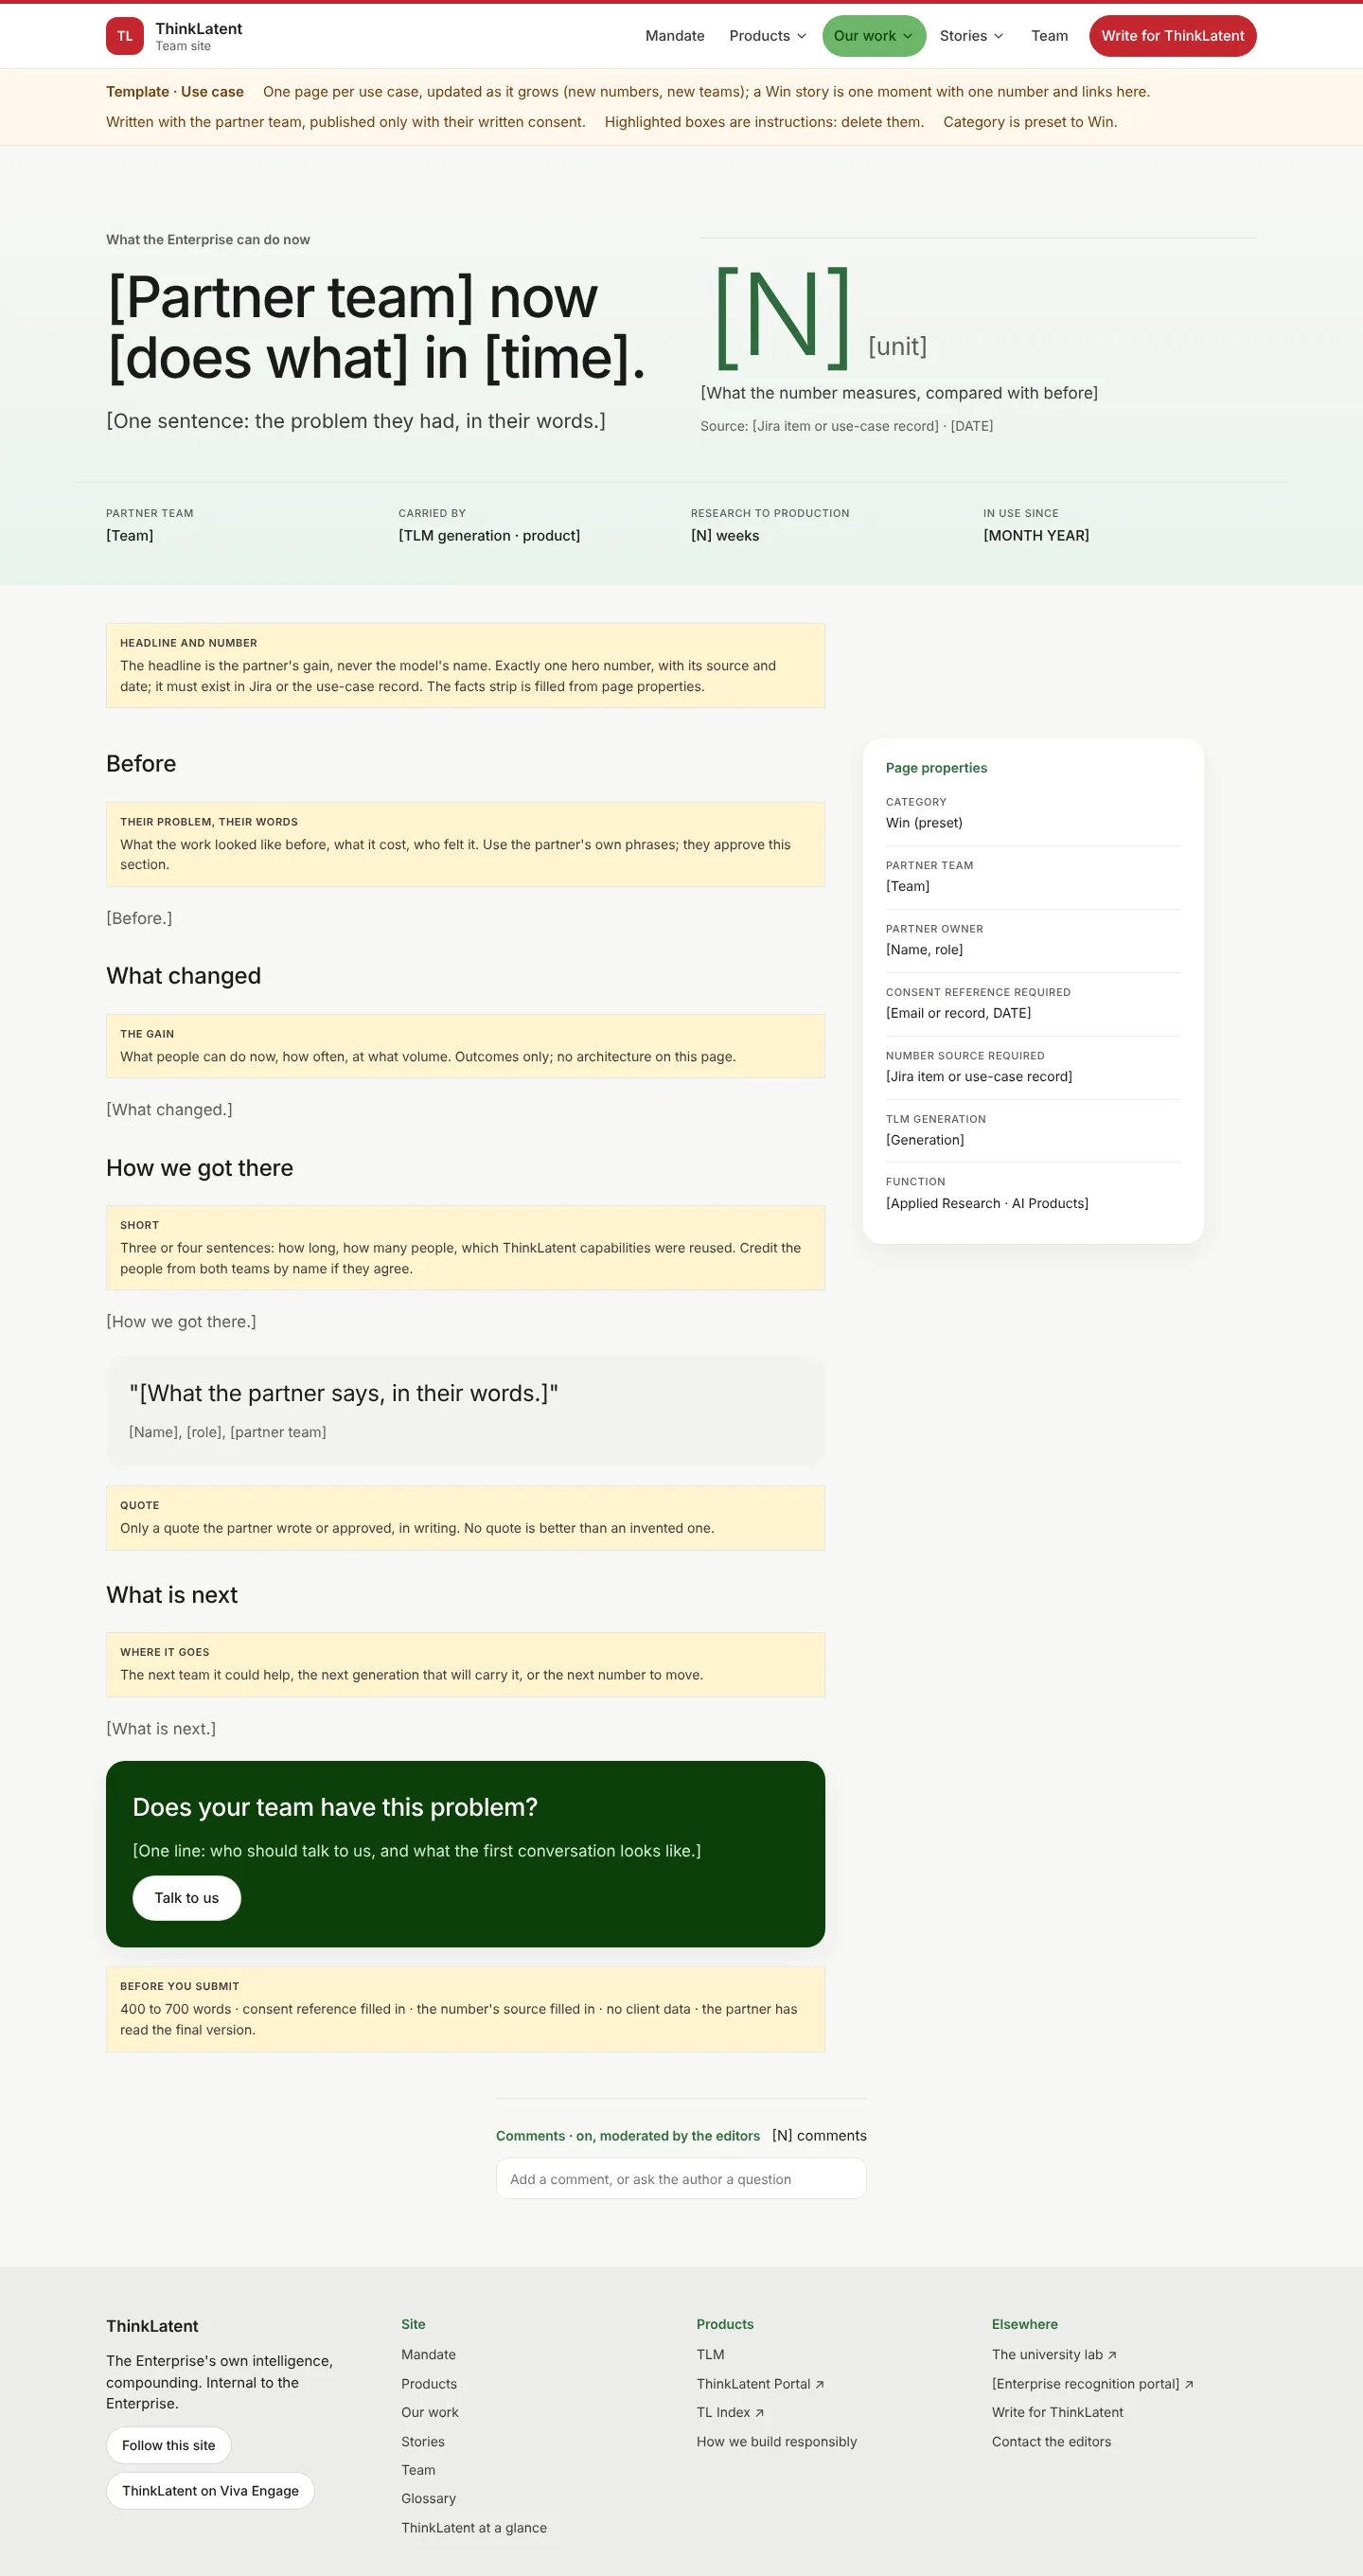 TL
ThinkLatent
Team site
Mandate
Products
Our work
Stories
Team
Write for ThinkLatent
Template · Use case
One page per use case, updated as it grows (new numbers, new teams); a Win story is one moment with one number and links here.
Written with the partner team, published only with their written consent.
Highlighted boxes are instructions: delete them.
Category is preset to Win.
What the Enterprise can do now
[Partner team] now
[does what] in [time].
[One sentence: the problem they had, in their words.]
[N] [unit]
[What the number measures, compared with before]
Source: [Jira item or use-case record] · [DATE]
PARTNER TEAM
[Team]
CARRIED BY
[TLM generation · product]
RESEARCH TO PRODUCTION
[N] weeks
IN USE SINCE
[MONTH YEAR]
HEADLINE AND NUMBER
The headline is the partner's gain, never the model's name. Exactly one hero number, with its source and
date; it must exist in Jira or the use-case record. The facts strip is filled from page properties.
Before
THEIR PROBLEM, THEIR WORDS
What the work looked like before, what it cost, who felt it. Use the partner's own phrases; they approve this
section.
[Before.]
What changed
THE GAIN
What people can do now, how often, at what volume. Outcomes only; no architecture on this page.
[What changed.]
How we got there
SHORT
Three or four sentences: how long, how many people, which ThinkLatent capabilities were reused. Credit the
people from both teams by name if they agree.
[How we got there.]
"[What the partner says, in their words.]"
[Name], [role], [partner team]
QUOTE
Only a quote the partner wrote or approved, in writing. No quote is better than an invented one.
What is next
WHERE IT GOES
The next team it could help, the next generation that will carry it, or the next number to move.
[What is next.]
Does your team have this problem?
[One line: who should talk to us, and what the first conversation looks like.]
Talk to us
BEFORE YOU SUBMIT
400 to 700 words · consent reference filled in · the number's source filled in · no client data · the partner has
read the final version.
Page properties
CATEGORY
Win (preset)
PARTNER TEAM
[Team]
PARTNER OWNER
[Name, role]
CONSENT REFERENCE REQUIRED
[Email or record, DATE]
NUMBER SOURCE REQUIRED
[Jira item or use-case record]
TLM GENERATION
[Generation]
FUNCTION
[Applied Research · AI Products]
Comments · on, moderated by the editors
[N] comments
Add a comment, or ask the author a question
ThinkLatent
The Enterprise's own intelligence,
compounding. Internal to the
Enterprise.
Follow this site
ThinkLatent on Viva Engage
Site
Mandate
Products
Our work
Stories
Team
Glossary
ThinkLatent at a glance
Products
TLM
ThinkLatent Portal ↗
TL Index ↗
How we build responsibly
Elsewhere
The university lab ↗
[Enterprise recognition portal] ↗
Write for ThinkLatent
Contact the editors